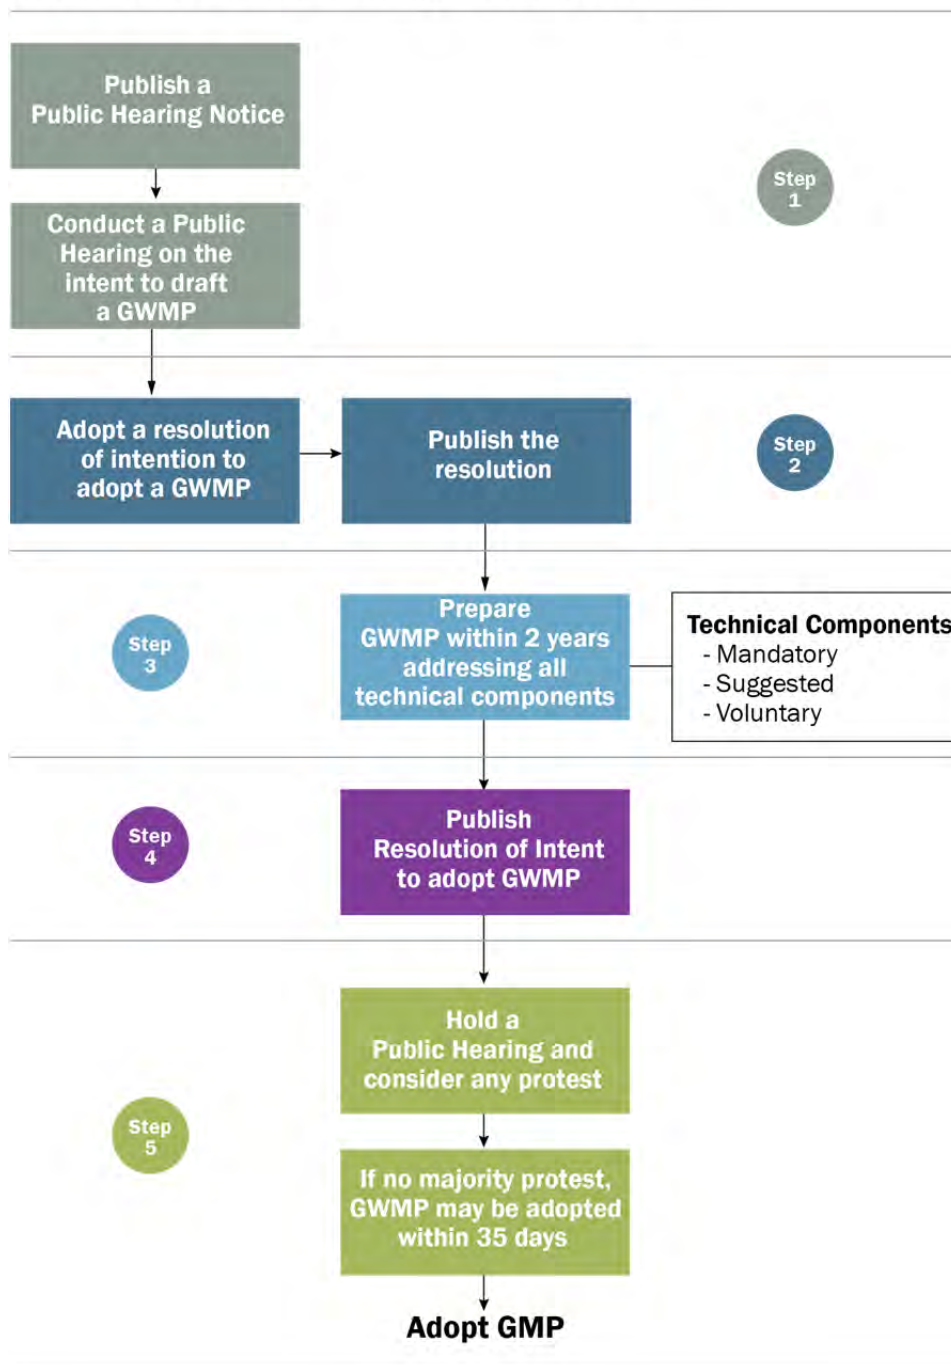 Publish a
Public Hearing Notice
Step
1
Conduct a Public
Hearing on the
intent to draft
a GWMP
Adopt a resolution
of intention to
adopt a GWMP
Publish the
resolution
Step
2
Step
3
Prepare
GWMP within 2 years
addressing all
technical components
Technical Components
- Mandatory
- Suggested
- Voluntary
Step
4
Publish
Resolution of Intent
to adopt GWMP
Hold a
Public Hearing and
consider any protest
Step
5
If no majority protest,
GWMP may be adopted
within 35 days
Adopt GMP